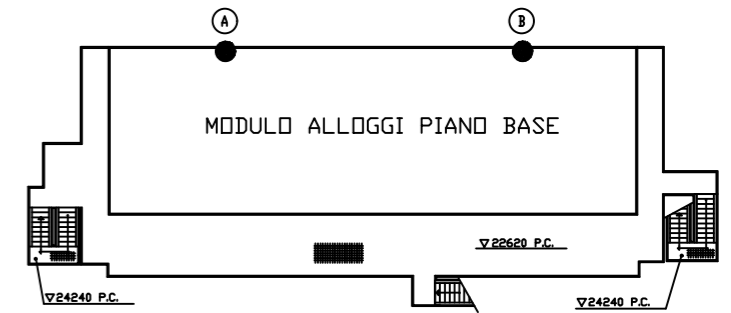 A
B
MODULO ALLOGGI PIANO BASE
▽22620 P.C.
▽24240 P.C.
▽24240 P.C.